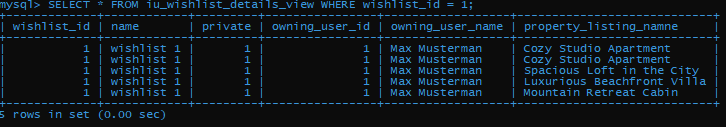 mysql> SELECT * FROM iu_wishlist_details_view WHERE wishlist_id = 1;
+-------------+------------+---------+----------------+------------------+-----------------------------+
| wishlist_id | name       | private | owning_user_id | owning_user_name | property_listing_namne      |
+-------------+------------+---------+----------------+------------------+-----------------------------+
|           1 | wishlist 1 |       1 |              1 | Max Musterman    | Cozy Studio Apartment       |
|           1 | wishlist 1 |       1 |              1 | Max Musterman    | Cozy Studio Apartment       |
|           1 | wishlist 1 |       1 |              1 | Max Musterman    | Spacious Loft in the City   |
|           1 | wishlist 1 |       1 |              1 | Max Musterman    | Luxurious Beachfront Villa  |
|           1 | wishlist 1 |       1 |              1 | Max Musterman    | Mountain Retreat Cabin      |
+-------------+------------+---------+----------------+------------------+-----------------------------+
5 rows in set (0.00 sec)